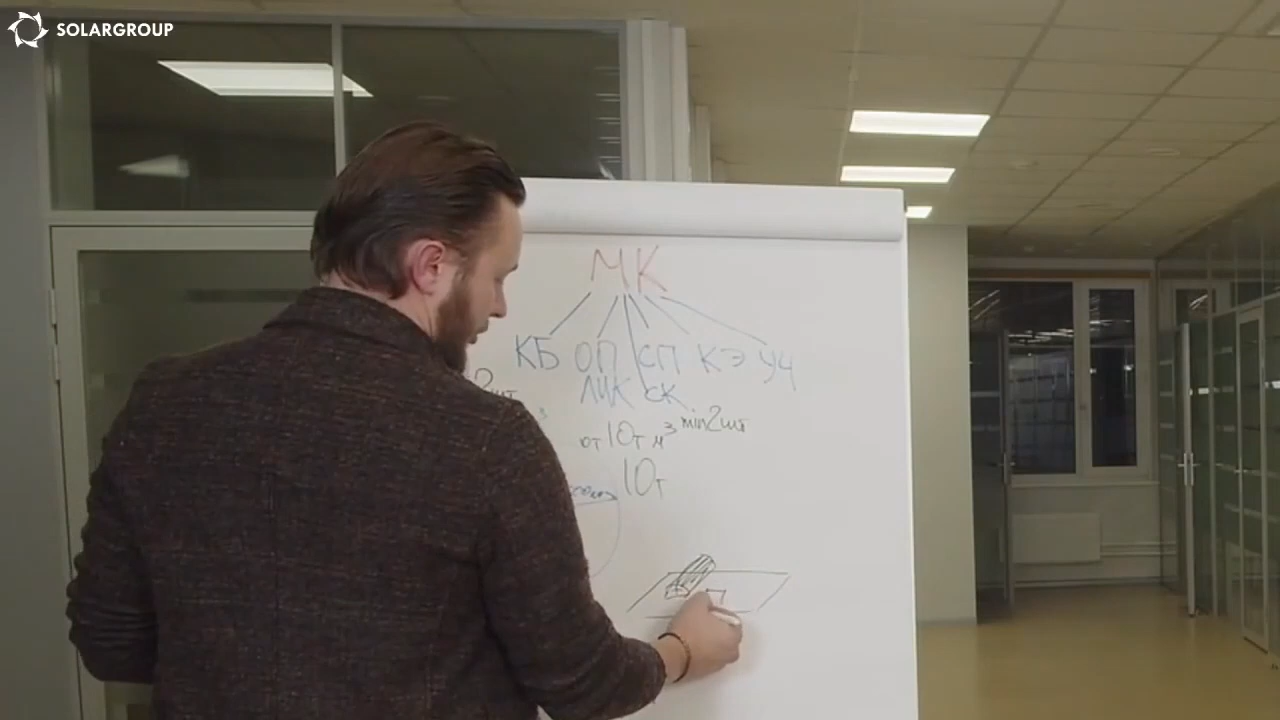 SOLARGROUP
МК
КБ ОП СП КЭ УЧ
ЛИК СК
от 10т м³ min 2шт
10т